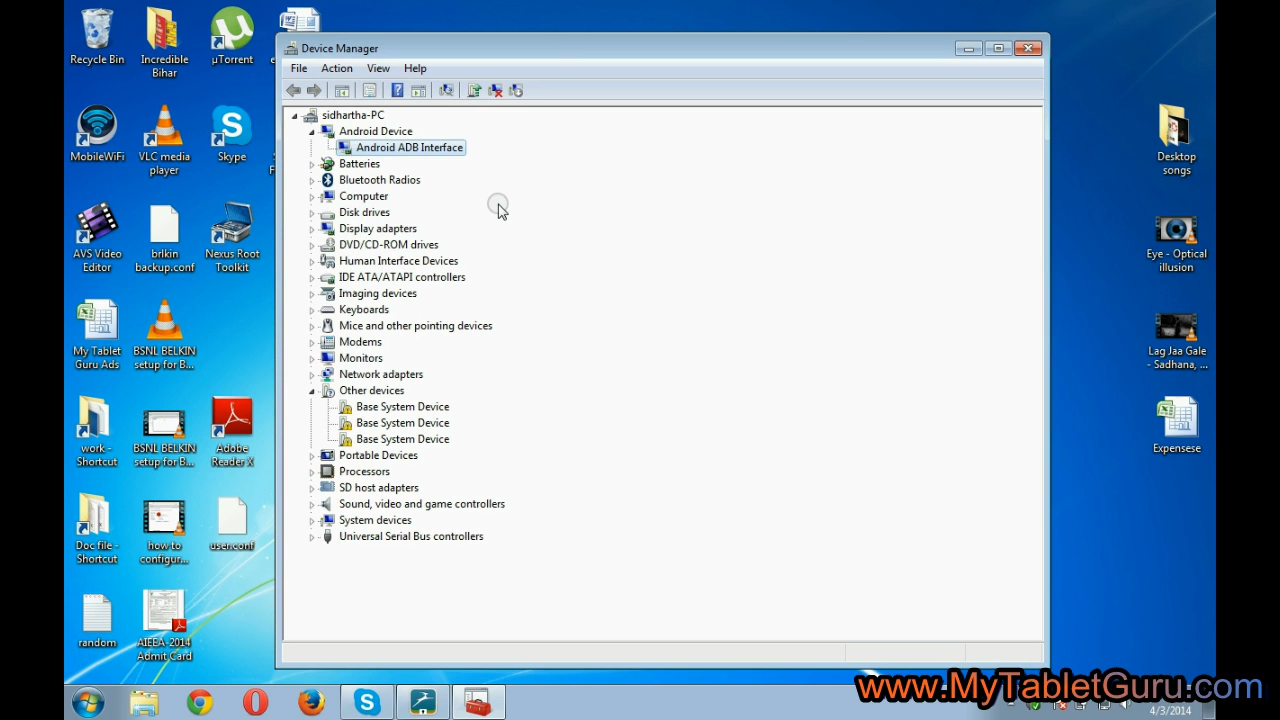 Recycle Bin
Incredible
Bihar
µTorrent
MobileWiFi
VLC media
player
Skype
AVS Video
Editor
brlkin
backup.conf
Nexus Root
Toolkit
My Tablet
Guru Ads
BSNL BELKIN
setup for B...
work -
Shortcut
BSNL BELKIN
setup for B...
Adobe
Reader X
Doc file -
Shortcut
how to
configur...
userconf
random
AIEEA-2014
Admit Card
Device Manager
File Action View Help
sidhartha-PC
Android Device
Android ADB Interface
Batteries
Bluetooth Radios
Computer
Disk drives
Display adapters
DVD/CD-ROM drives
Human Interface Devices
IDE ATA/ATAPI controllers
Imaging devices
Keyboards
Mice and other pointing devices
Modems
Monitors
Network adapters
Other devices
Base System Device
Base System Device
Base System Device
Portable Devices
Processors
SD host adapters
Sound, video and game controllers
System devices
Universal Serial Bus controllers
Desktop
songs
Eye - Optical
illusion
Lag Jaa Gale
- Sadhana, ...
Expensese
www.MyTabletGuru.com
4/3/2014